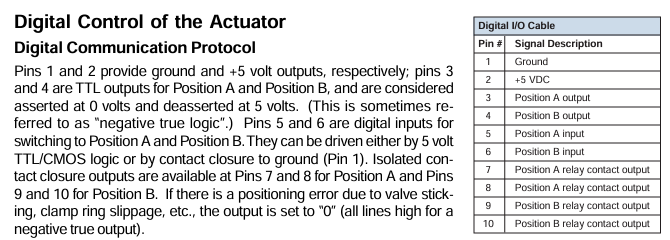 Digital Control of the Actuator
Digital Communication Protocol
Pins 1 and 2 provide ground and +5 volt outputs, respectively; pins 3
and 4 are TTL outputs for Position A and Position B, and are considered
asserted at 0 volts and deasserted at 5 volts.  (This is sometimes re-
ferred to as “negative true logic”.)  Pins 5 and 6 are digital inputs for
switching to Position A and Position B. They can be driven either by 5 volt
TTL/CMOS logic or by contact closure to ground (Pin 1). Isolated con-
tact closure outputs are available at Pins 7 and 8 for Position A and Pins
9 and 10 for Position B.  If there is a positioning error due to valve stick-
ing, clamp ring slippage, etc., the output is set to “0” (all lines high for a
negative true output).
Digital I/O Cable
Pin # Signal Description
1 Ground
2 +5 VDC
3 Position A output
4 Position B output
5 Position A input
6 Position B input
7 Position A relay contact output
8 Position A relay contact output
9 Position B relay contact output
10 Position B relay contact output